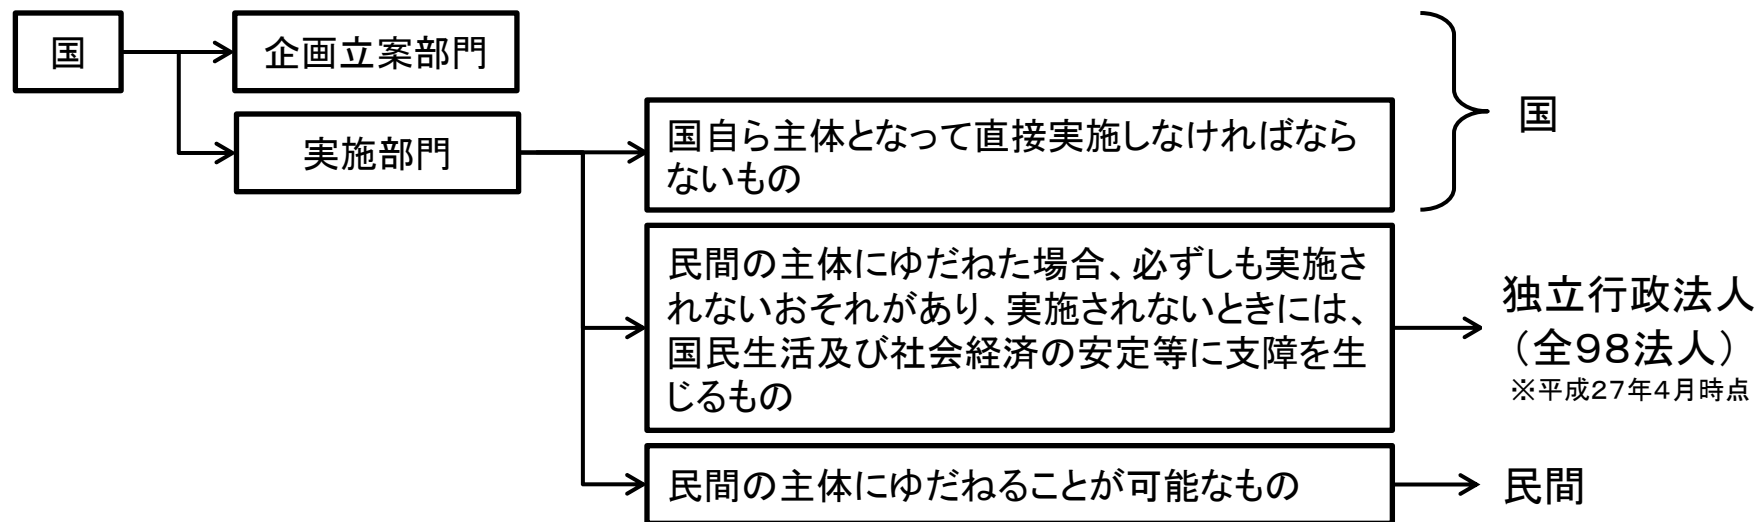 国
企画立案部門
実施部門
国自ら主体となって直接実施しなければなら
ないもの
国
民間の主体にゆだねた場合、必ずしも実施さ
れないおそれがあり、実施されないときには、
国民生活及び社会経済の安定等に支障を生
じるもの
独立行政法人
（全９８法人）
※平成２７年４月時点
民間の主体にゆだねることが可能なもの
民間